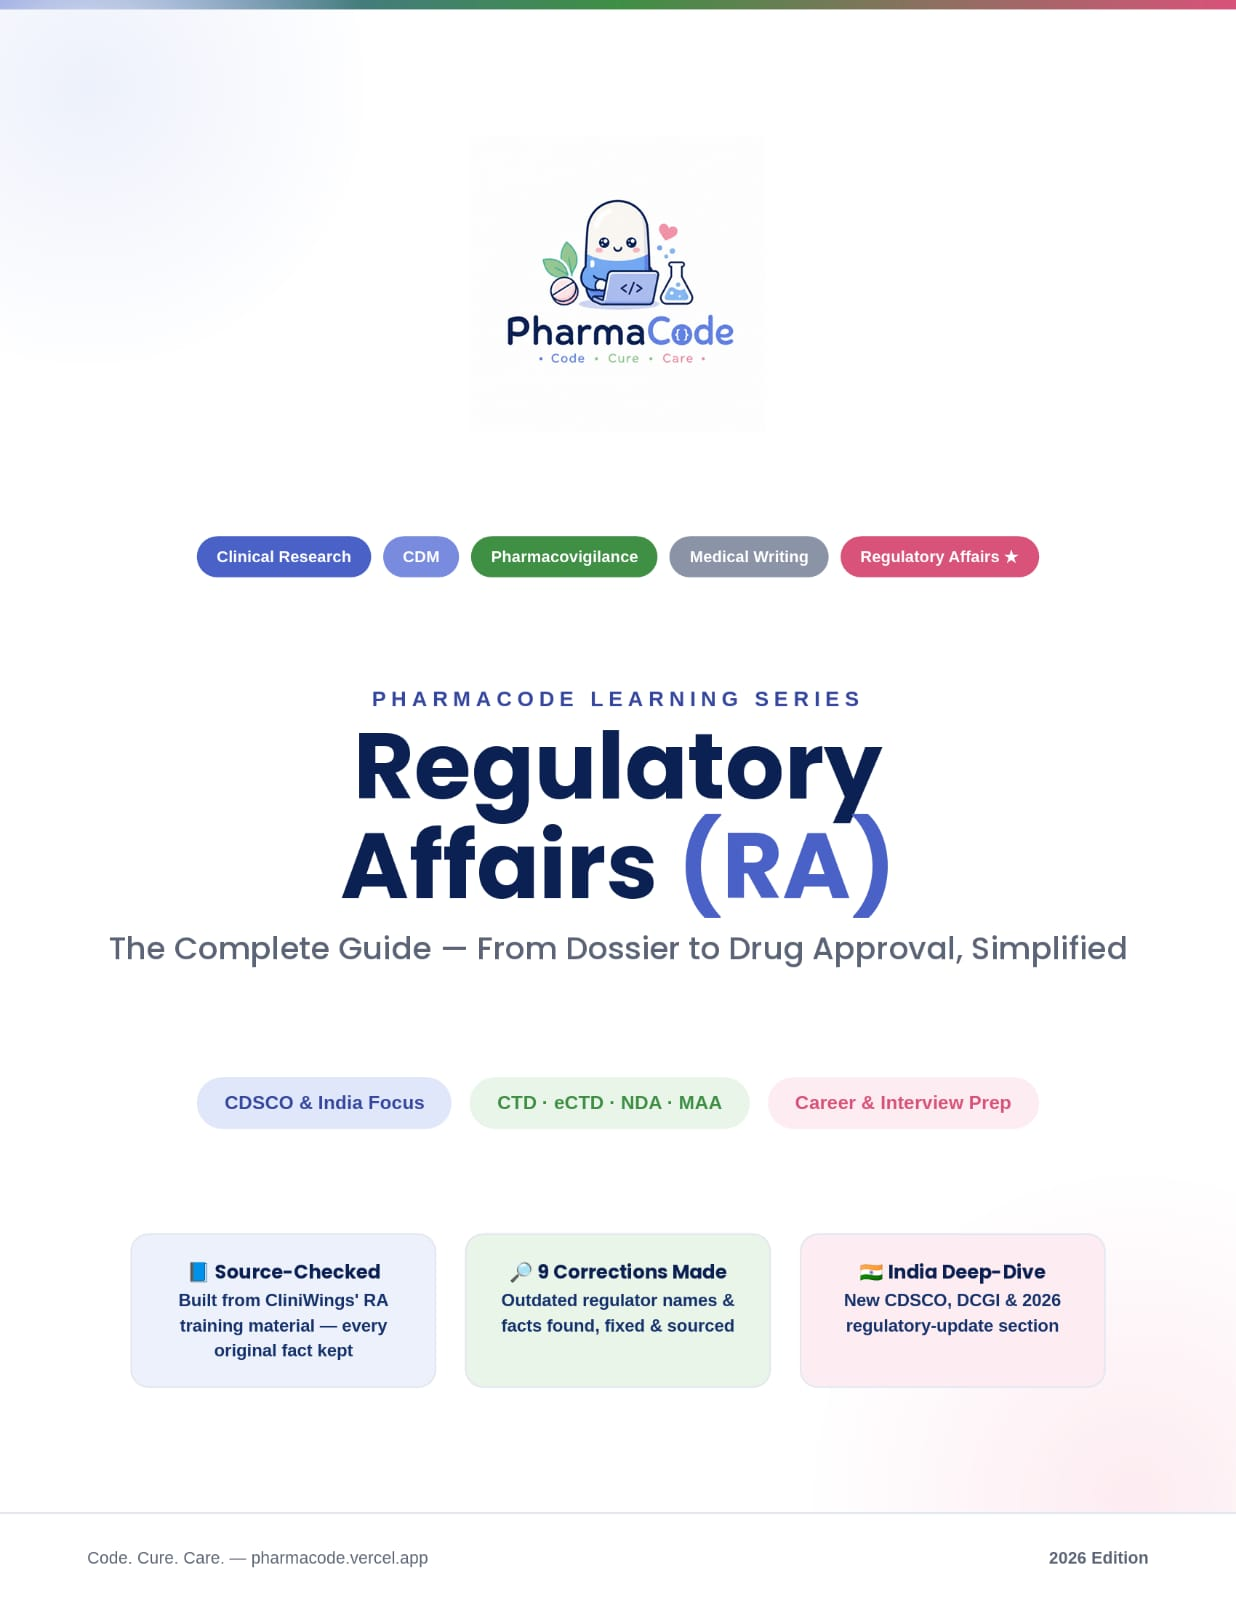 </>
PharmaCode
• Code • Cure • Care •
Clinical Research
CDM
Pharmacovigilance
Medical Writing
Regulatory Affairs ★
PHARMACODE LEARNING SERIES
Regulatory
Affairs (RA)
The Complete Guide — From Dossier to Drug Approval, Simplified
CDSCO & India Focus
CTD · eCTD · NDA · MAA
Career & Interview Prep
📘 Source-Checked
Built from CliniWings' RA
training material — every
original fact kept
🔎 9 Corrections Made
Outdated regulator names &
facts found, fixed & sourced
🇮🇳 India Deep-Dive
New CDSCO, DCGI & 2026
regulatory-update section
Code. Cure. Care. — pharmacode.vercel.app
2026 Edition